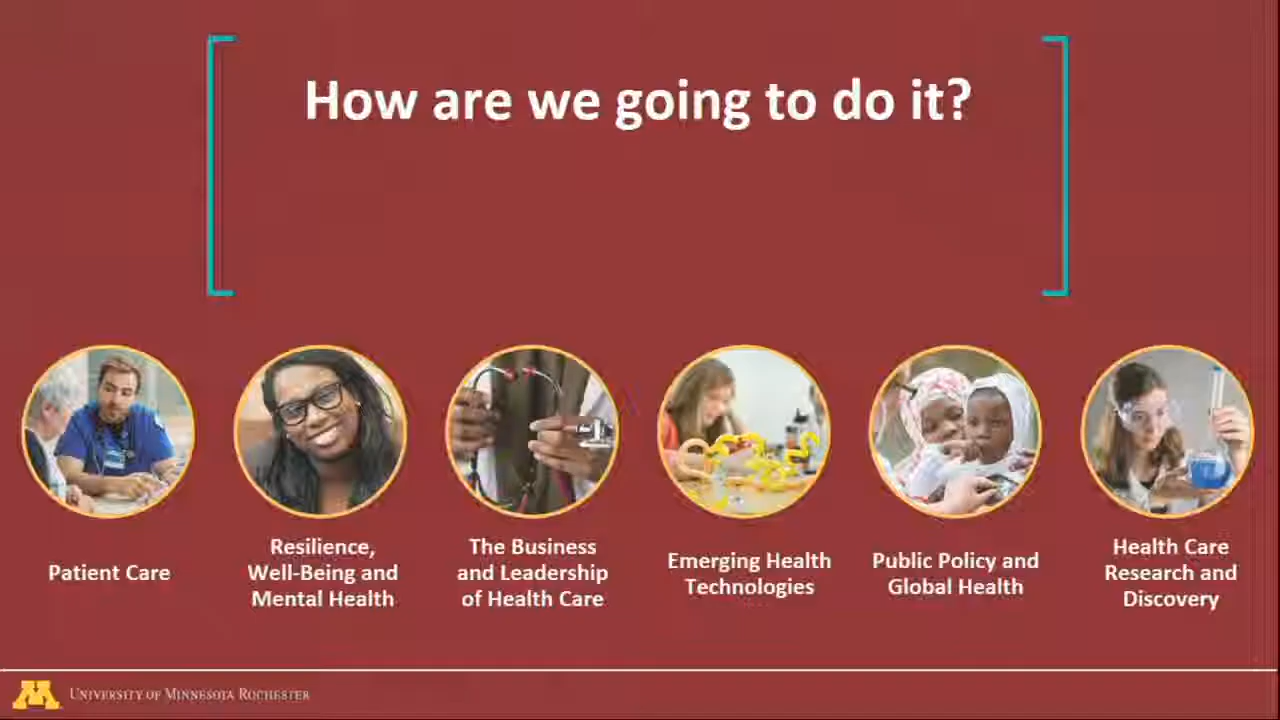 How are we going to do it?
Patient Care
Resilience,
Well-Being and
Mental Health
The Business
and Leadership
of Health Care
Emerging Health
Technologies
Public Policy and
Global Health
Health Care
Research and
Discovery
M University of Minnesota Rochester